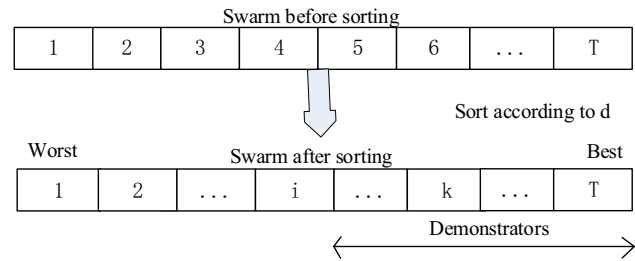 Swarm before sorting
1 2 3 4 5 6 ... T
Sort according to d
Worst Swarm after sorting Best
1 2 ... i ... k ... T
Demonstrators